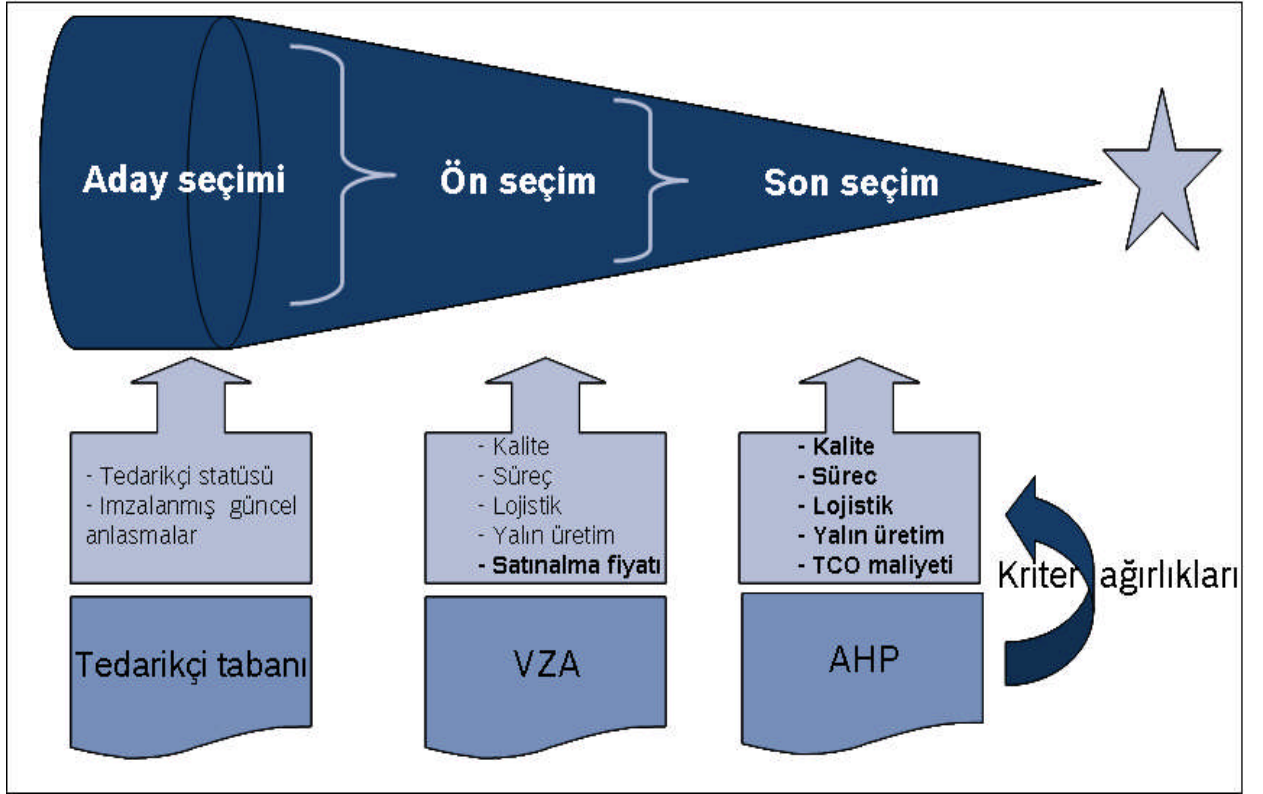 Aday seçimi
Ön seçim
Son seçim
- Tedarikçi statüsü
- Imzalanmış güncel
anlasmalar
- Kalite
- Süreç
- Lojistik
- Yalın üretim
- Satınalma fiyatı
- Kalite
- Sürec
- Lojistik
- Yalın üretim
- TCO maliyeti
Kriter ağırlıkları
Tedarikçi tabanı
VZA
AHP